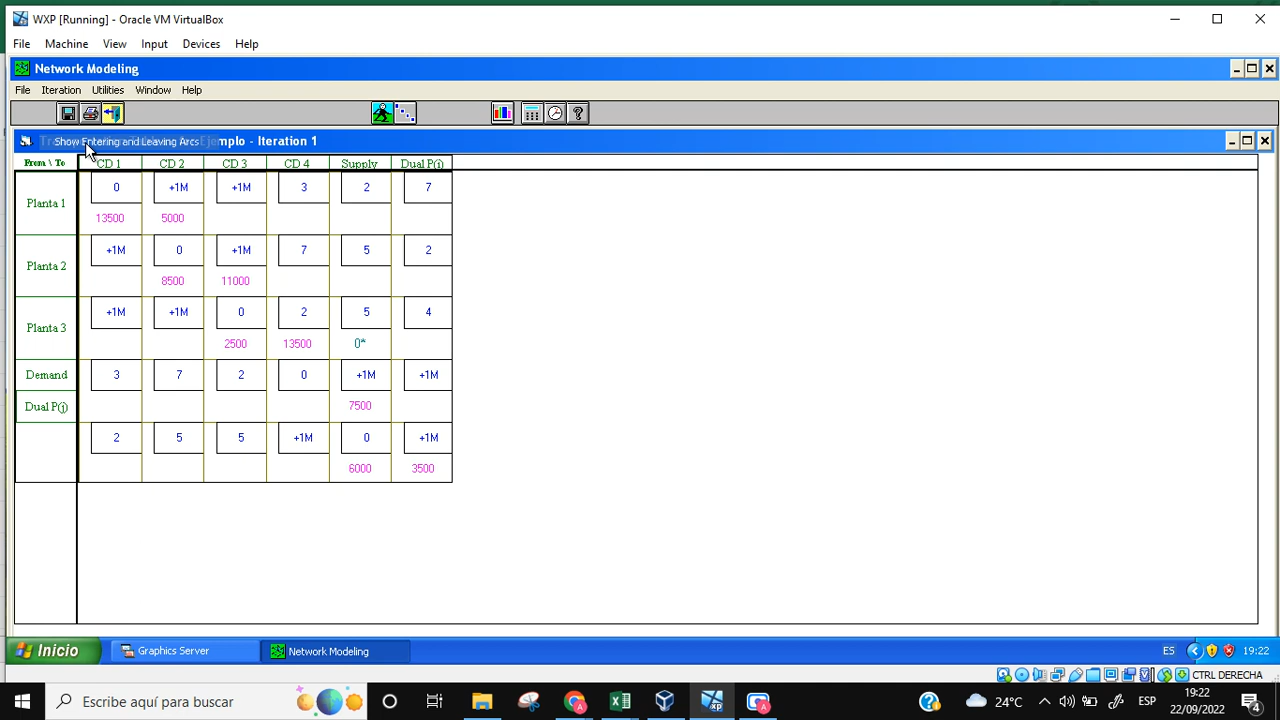 WXP [Running] - Oracle VM VirtualBox
File Machine View Input Devices Help
Network Modeling
File Iteration Utilities Window Help
Show Entering and Leaving Arcs
mplo - Iteration 1
From \ To CD 1 CD 2 CD 3 CD 4 Supply Dual P(i)
Planta 1 0 +1M +1M 3 2 7
13500 5000
Planta 2 +1M 0 +1M 7 5 2
8500 11000
Planta 3 +1M +1M 0 2 5 4
2500 13500 0*
Demand 3 7 2 0 +1M +1M
Dual P(j) 7500
2 5 5 +1M 0 +1M
6000 3500
Inicio Graphics Server Network Modeling ES 19:22
CTRL DERECHA
Escribe aquí para buscar 24°C ESP 19:22
22/09/2022 4